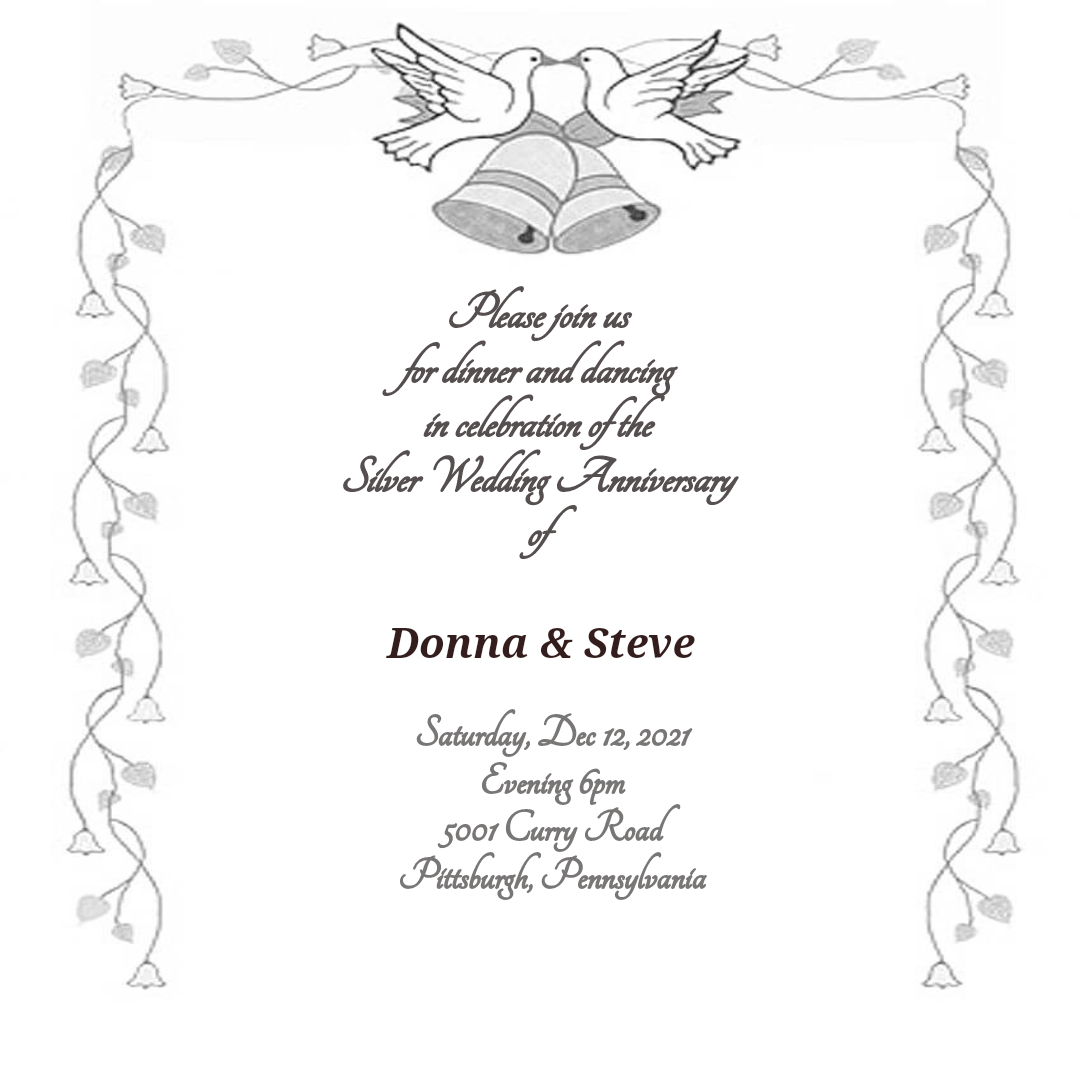 Please join us
for dinner and dancing
in celebration of the
Silver Wedding Anniversary
of
Donna & Steve
Saturday, Dec 12, 2021
Evening 6pm
5001 Curry Road
Pittsburgh, Pennsylvania